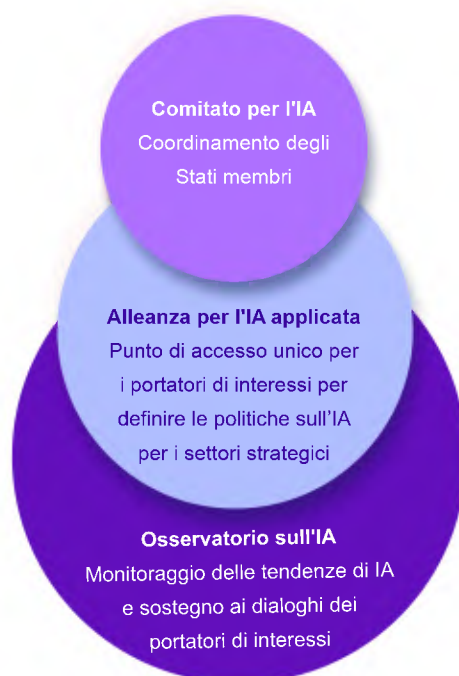 Comitato per l'IA
Coordinamento degli
Stati membri
Alleanza per l'IA applicata
Punto di accesso unico per
i portatori di interessi per
definire le politiche sull'IA
per i settori strategici
Osservatorio sull'IA
Monitoraggio delle tendenze di IA
e sostegno ai dialoghi dei
portatori di interessi